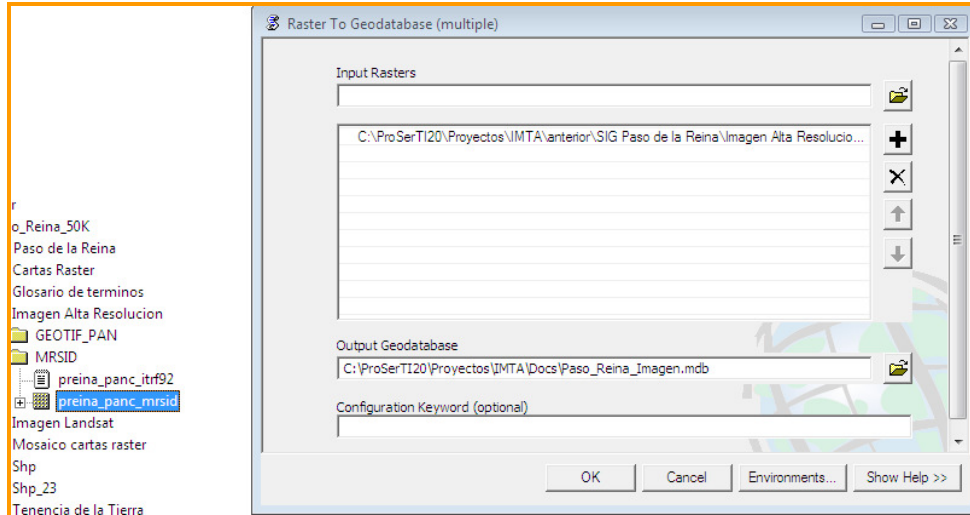 Raster To Geodatabase (multiple)
r
o_Reina_50K
Paso de la Reina
Cartas Raster
Glosario de terminos
Imagen Alta Resolucion
GEOTIF_PAN
MRSID
preina_panc_itrf92
preina_panc_mrsid
Imagen Landsat
Mosaico cartas raster
Shp
Shp_23
Tenencia de la Tierra
Input Rasters
C:\ProSerTI20\Proyectos\IMTA\anterior\SIG Paso de la Reina\Imagen Alta Resolucio...
Output Geodatabase
C:\ProSerTI20\Proyectos\IMTA\Docs\Paso_Reina_Imagen.mdb
Configuration Keyword (optional)
OK Cancel Environments... Show Help >>